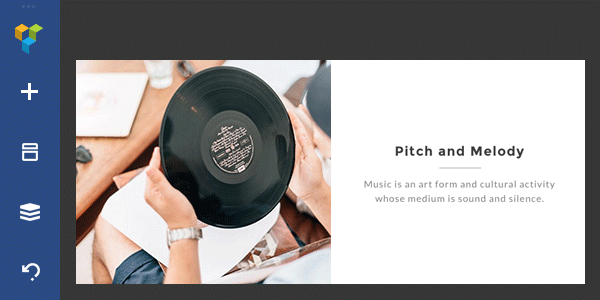 Pitch and Melody
Music is an art form and cultural activity
whose medium is sound and silence.